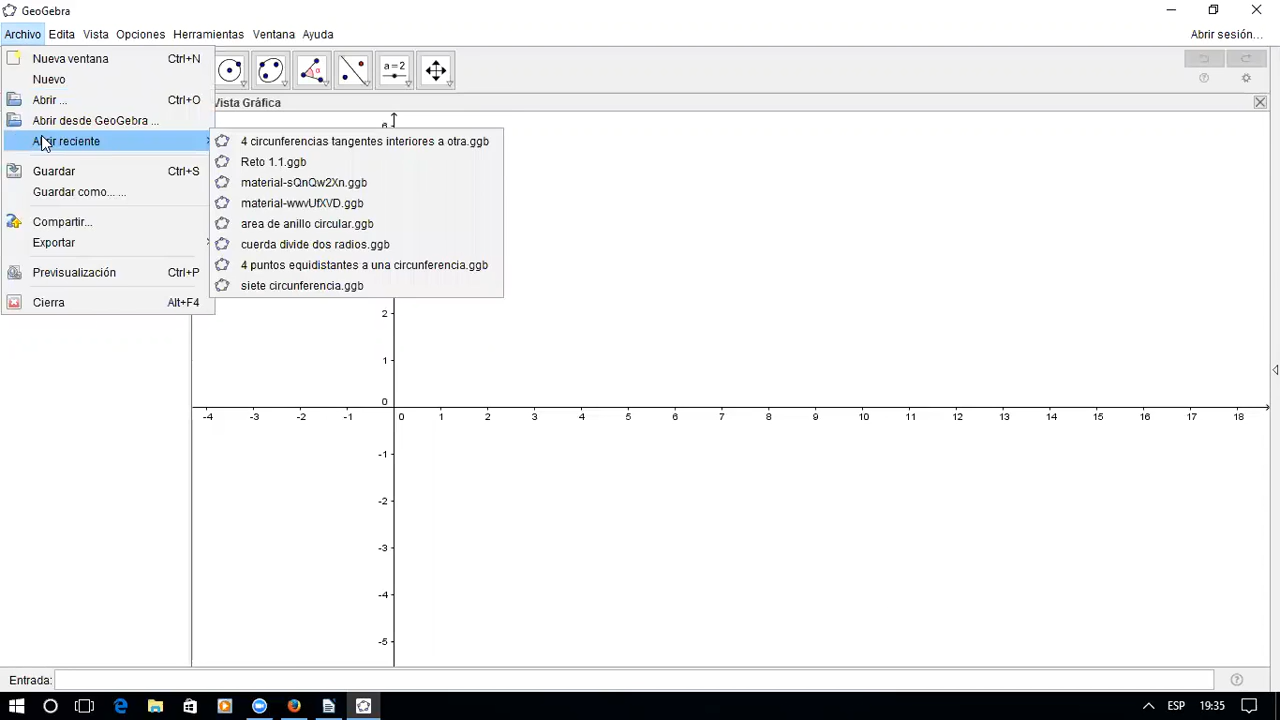 GeoGebra
Archivo Edita Vista Opciones Herramientas Ventana Ayuda Abrir sesión...
Nueva ventana Ctrl+N
Nuevo
Abrir ... Ctrl+O
Abrir desde GeoGebra ...
reciente
Guardar Ctrl+S
Guardar como... ...
Compartir...
Exportar
Previsualización Ctrl+P
Cierra Alt+F4
a = 2
Vista Gráfica
4 circunferencias tangentes interiores a otra.ggb
Reto 1.1.ggb
material-sQnQw2Xn.ggb
material-wwvUfXVD.ggb
area de anillo circular.ggb
cuerda divide dos radios.ggb
4 puntos equidistantes a una circunferencia.ggb
siete circunferencia.ggb
2
1
0
-4 -3 -2 -1 0 1 2 3 4 5 6 7 8 9 10 11 12 13 14 15 16 17 18
-1
-2
-3
-4
-5
Entrada:
ESP 19:35